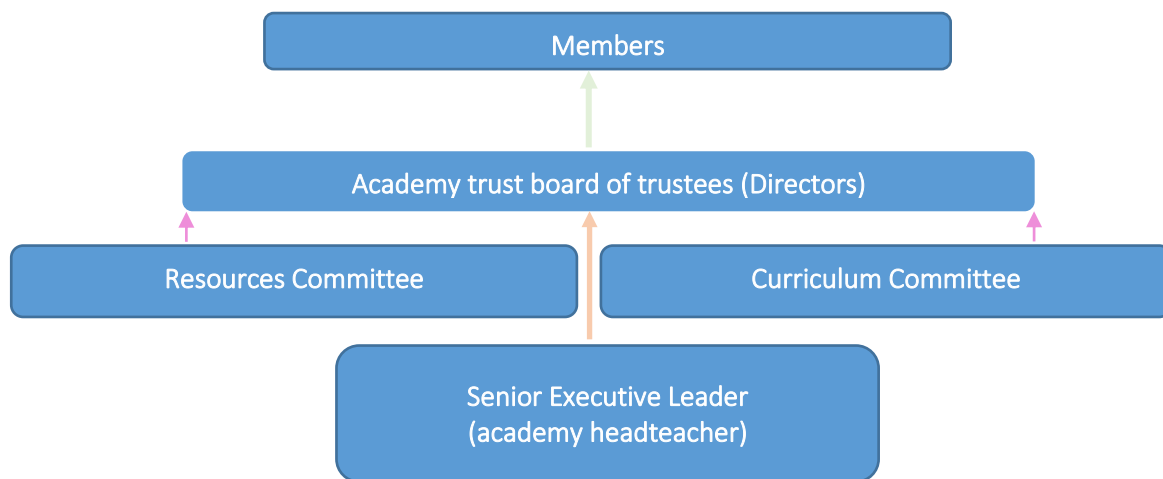 Members
Academy trust board of trustees (Directors)
Resources Committee
Curriculum Committee
Senior Executive Leader
(academy headteacher)